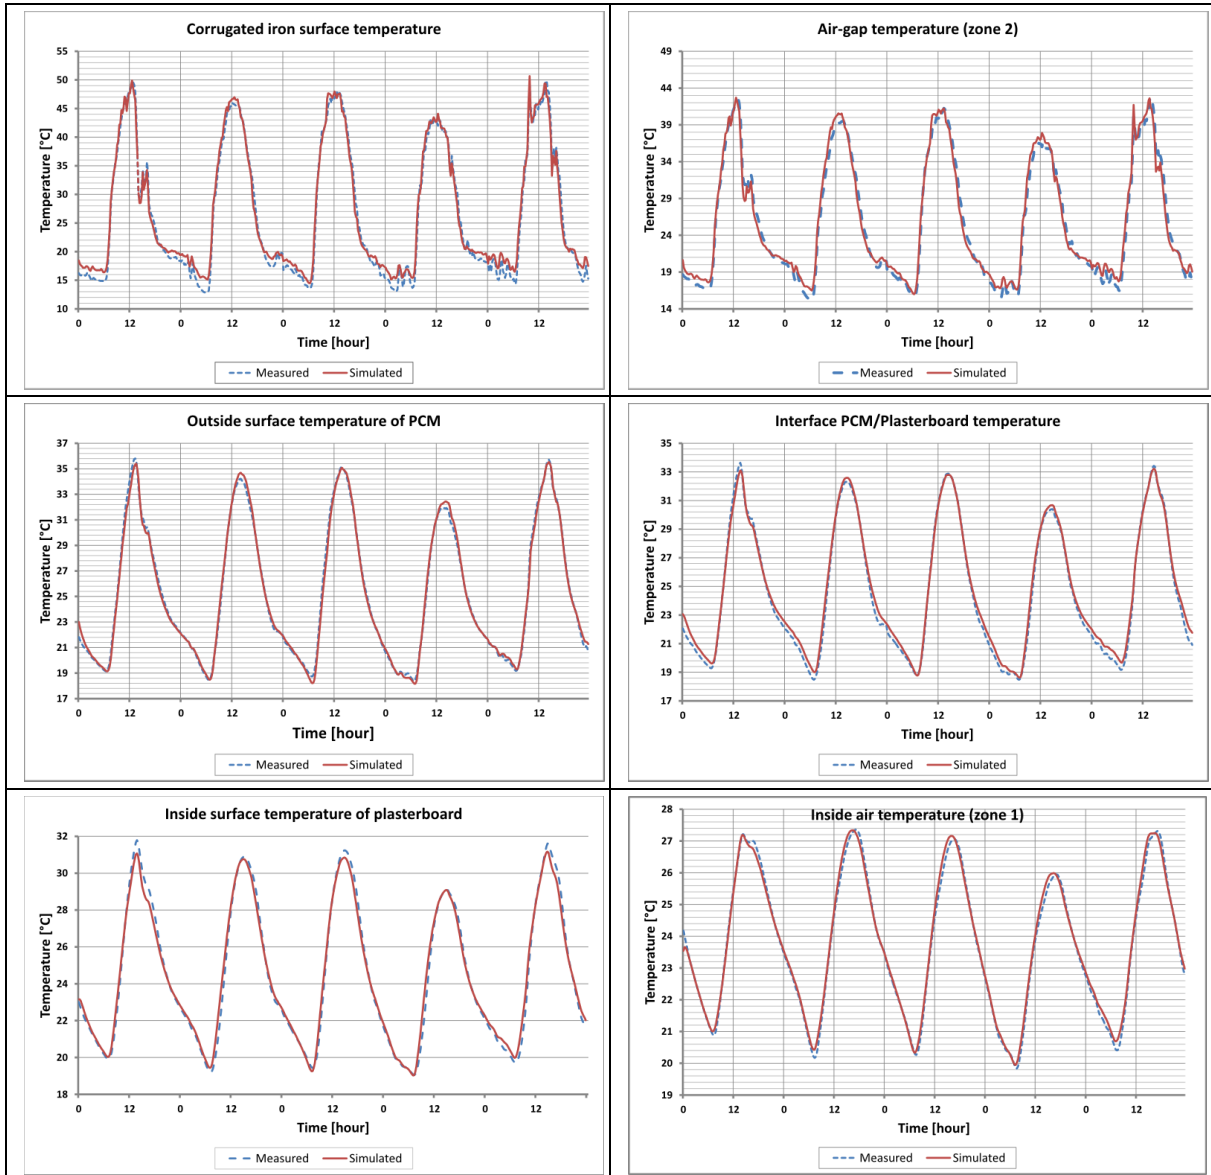 Corrugated iron surface temperature
55
50
45
40
35
30
25
20
15
10
Temperature [°C]
0 12 0 12 0 12 0 12 0 12
Time [hour]
Measured Simulated
Air-gap temperature (zone 2)
49
44
39
34
29
24
19
14
Temperature [°C]
0 12 0 12 0 12 0 12 0 12
Time [hour]
Measured Simulated
Outside surface temperature of PCM
37
35
33
31
29
27
25
23
21
19
17
Temperature [°C]
0 12 0 12 0 12 0 12 0 12
Time [hour]
Measured Simulated
Interface PCM/Plasterboard temperature
35
33
31
29
27
25
23
21
19
17
Temperature [°C]
0 12 0 12 0 12 0 12 0 12
Time [hour]
Measured Simulated
Inside surface temperature of plasterboard
32
30
28
26
24
22
20
18
Temperature [°C]
0 12 0 12 0 12 0 12 0 12
Time [hour]
Measured Simulated
Inside air temperature (zone 1)
28
27
26
25
24
23
22
21
20
19
Temperature [°C]
0 12 0 12 0 12 0 12 0 12
Time [hour]
Measured Simulated